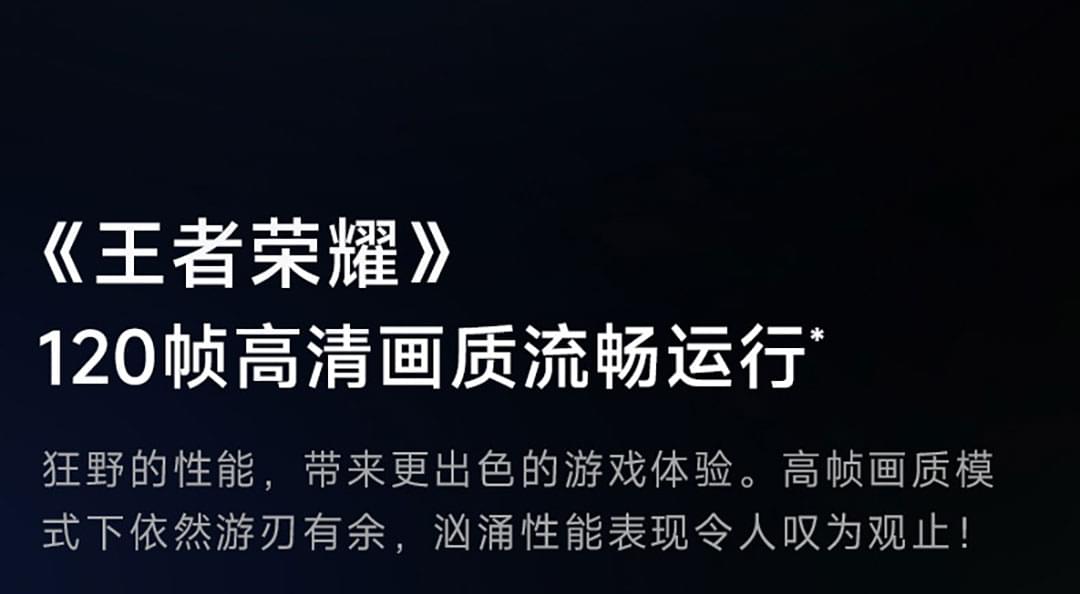 《王者荣耀》
120帧高清画质流畅运行*
狂野的性能，带来更出色的游戏体验。高帧画质模
式下依然游刃有余，汹涌性能表现令人叹为观止！